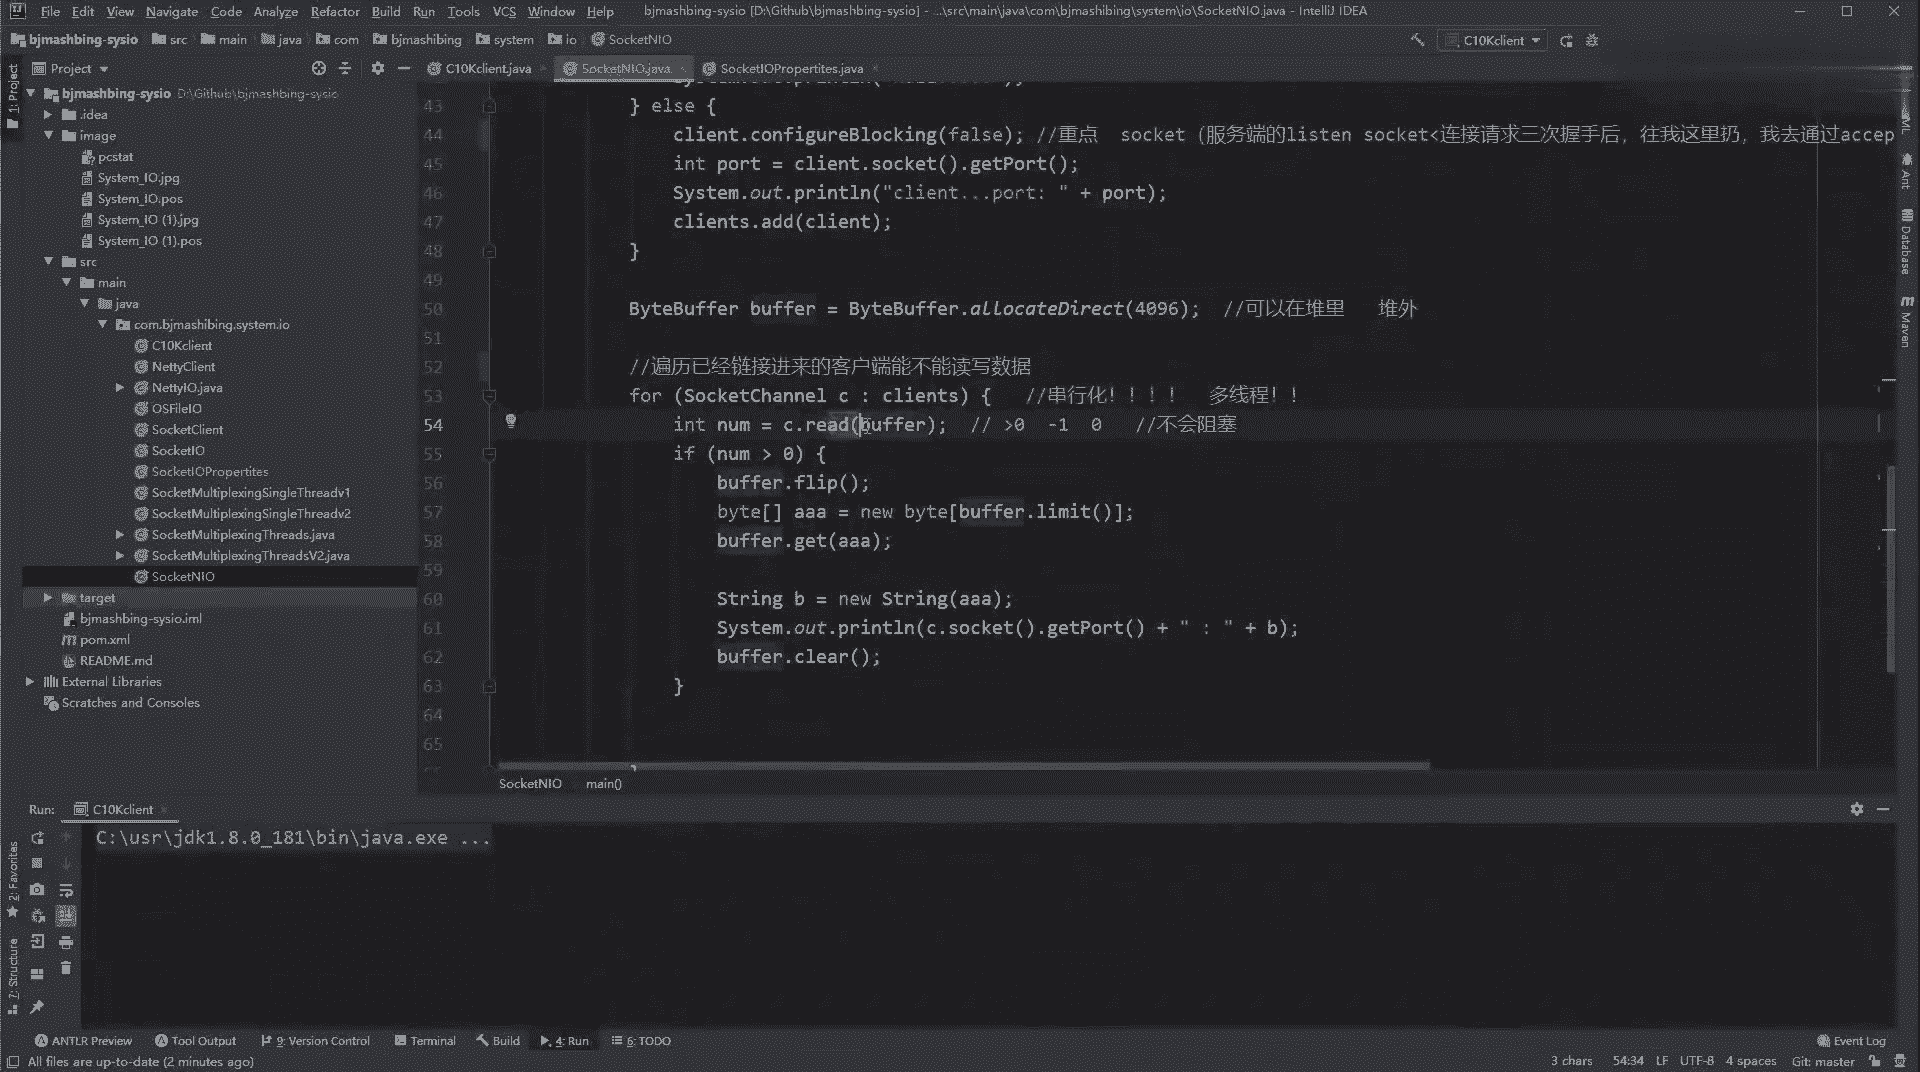 File Edit View Navigate Code Analyze Refactor Build Run Tools VCS Window Help bjmashbing-sysio [D:\Github\bjmashbing-sysio] - ...\src\main\java\com\bjmashibing\system\io\SocketNIO.java - IntelliJ IDEA
bjmashbing-sysio src main java com bjmashibing system io SocketNIO C10Kclient
Project C10Kclient.java SocketNIO.java SocketIOPropertites.java
1: Project
bjmashbing-sysio D:\Github\bjmashbing-sysio
.idea
image
pcstat
System_IO.jpg
System_IO.pos
System_IO (1).jpg
System_IO (1).pos
src
main
java
com.bjmashibing.system.io
C10Kclient
NettyClient
NettyIO.java
OSFileIO
SocketClient
SocketIO
SocketIOPropertites
SocketMultiplexingSingleThreadv1
SocketMultiplexingSingleThreadv2
SocketMultiplexingThreads.java
SocketMultiplexingThreadsV2.java
SocketNIO
target
bjmashbing-sysio.iml
pom.xml
README.md
External Libraries
Scratches and Consoles
43 } else {
44 client.configureBlocking(false); //重点 socket (服务端的listen socket<连接请求三次握手后，往我这里扔，我去通过accep
45 int port = client.socket().getPort();
46 System.out.println("client...port: " + port);
47 clients.add(client);
48 }
49
50 ByteBuffer buffer = ByteBuffer.allocateDirect(4096); //可以在堆里 堆外
51
52 //遍历已经链接进来的客户端能不能读写数据
53 for (SocketChannel c : clients) { //串行化！！！！ 多线程！！
54 int num = c.read(buffer); // >0 -1 0 //不会阻塞
55 if (num > 0) {
56 buffer.flip();
57 byte[] aaa = new byte[buffer.limit()];
58 buffer.get(aaa);
59
60 String b = new String(aaa);
61 System.out.println(c.socket().getPort() + " : " + b);
62 buffer.clear();
63 }
64
65
SocketNIO main()
Ant
Database
Maven
Run: C10Kclient
C:\usr\jdk1.8.0_181\bin\java.exe ...
2: Favorites
7: Structure
ANTLR Preview Tool Output 9: Version Control Terminal Build 4: Run 6: TODO Event Log
All files are up-to-date (2 minutes ago) 3 chars 54:34 LF UTF-8 4 spaces Git: master